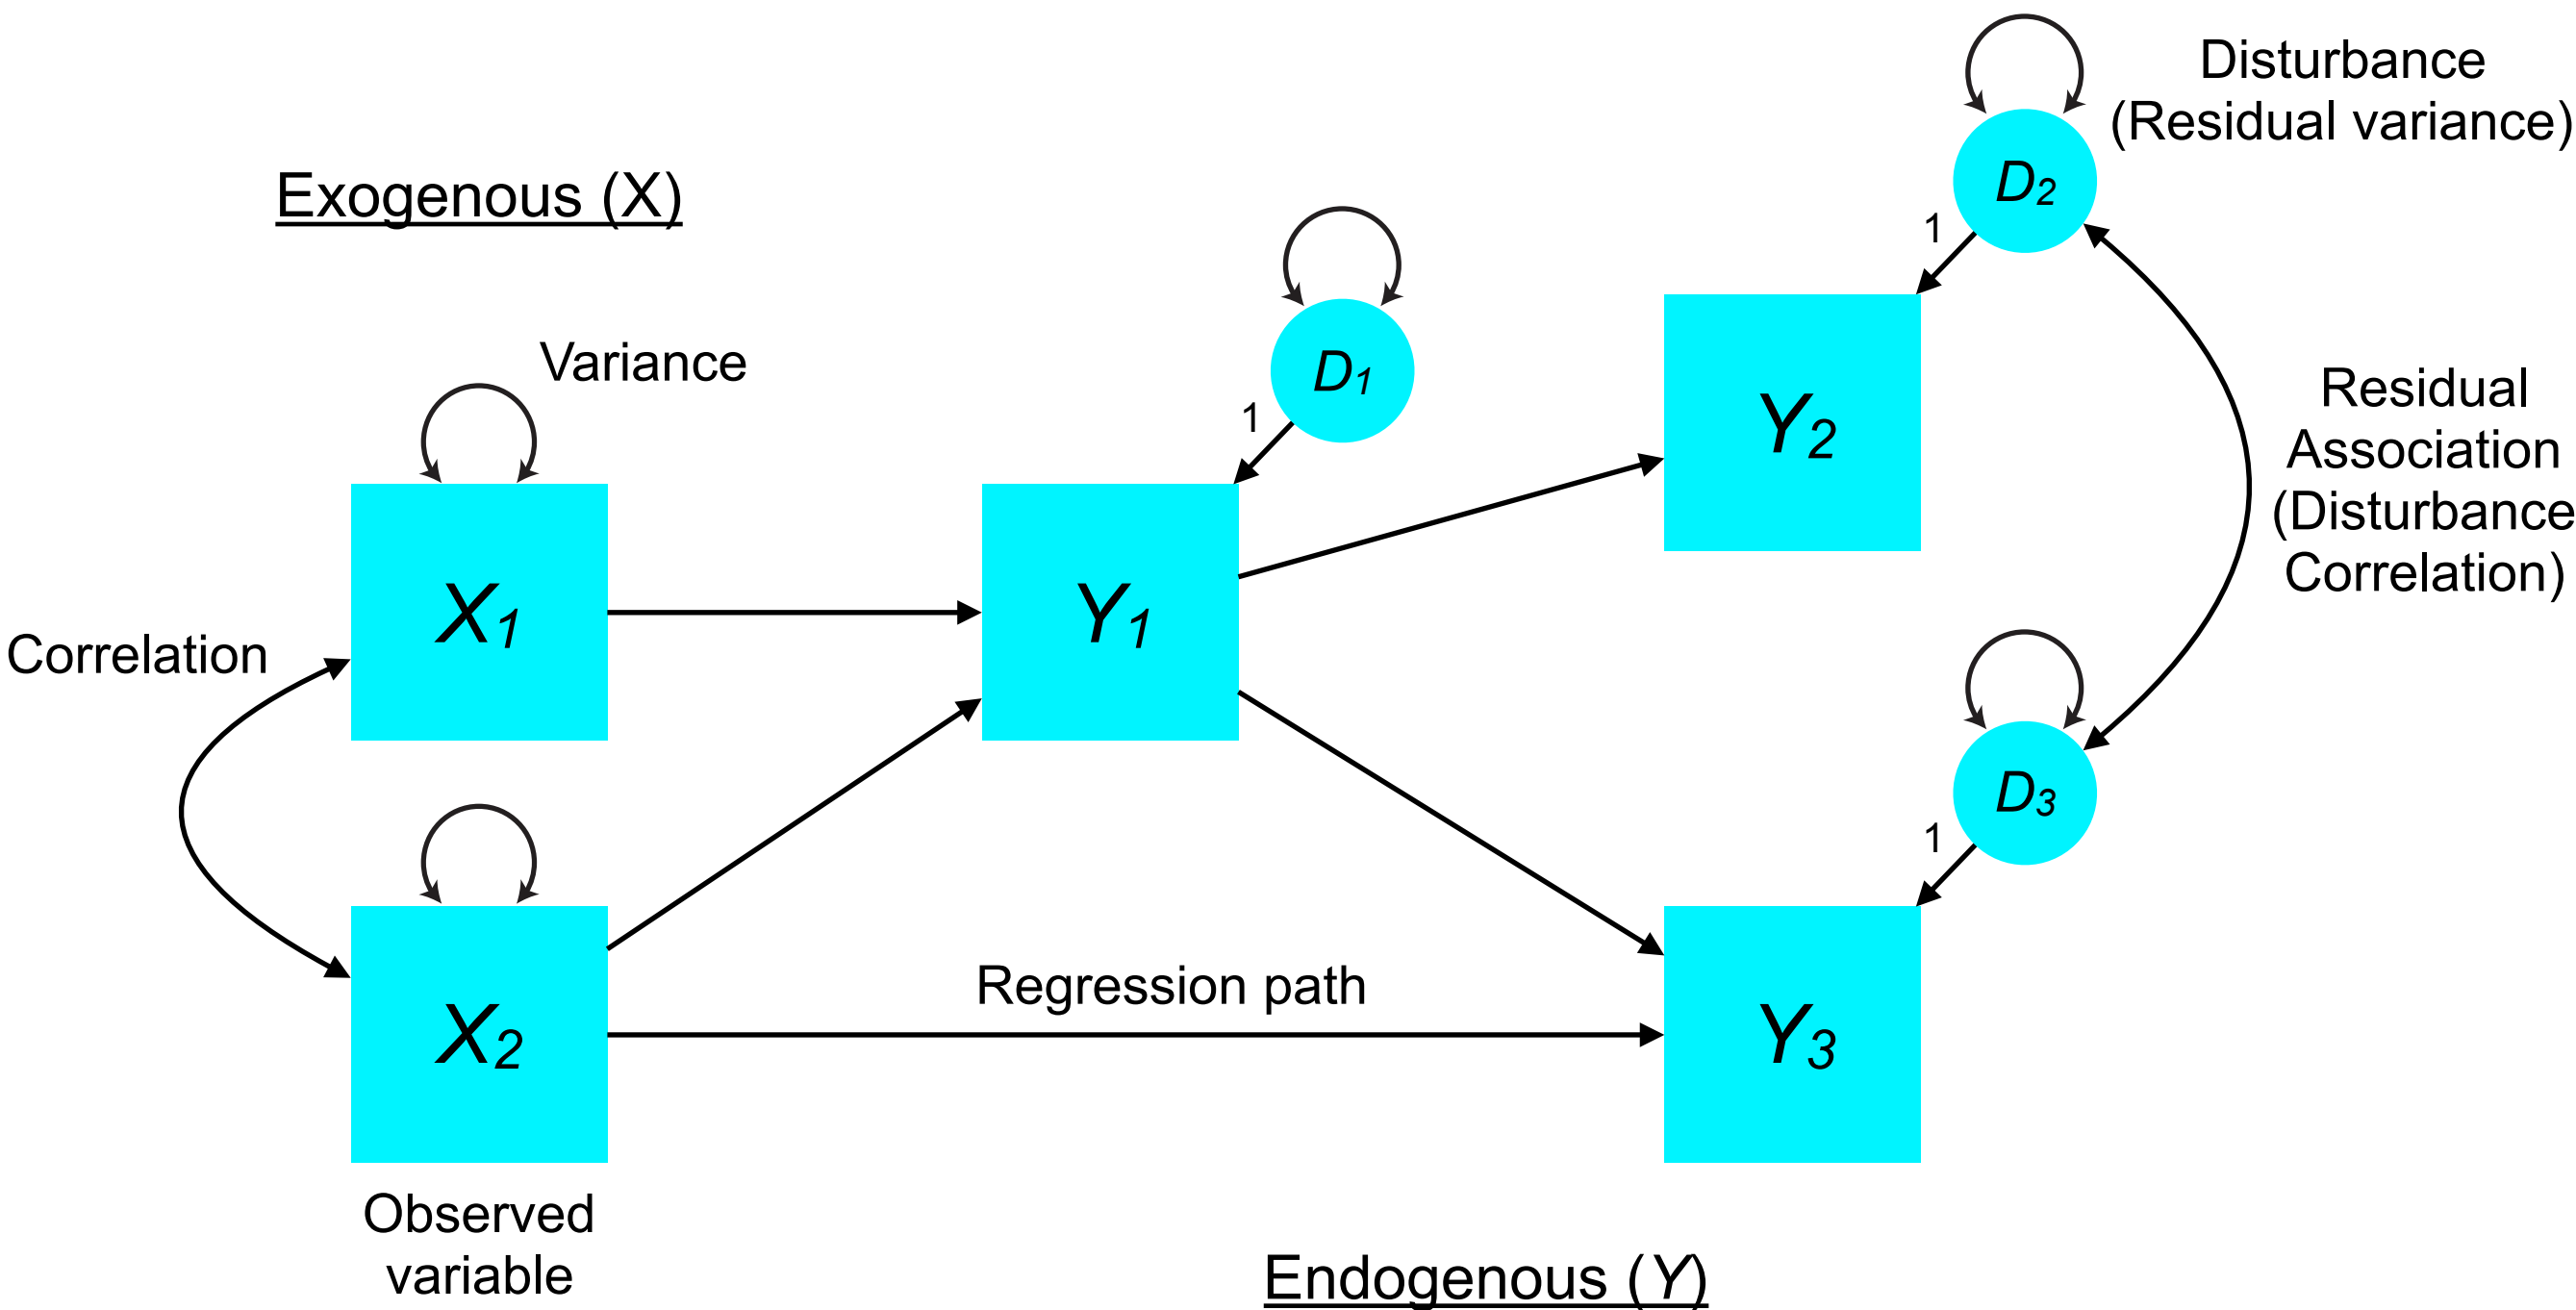 Disturbance
(Residual variance)
Exogenous (X)
D2
1
Variance
D1
1
Y2
Residual
Association
(Disturbance
Correlation)
X1
Y1
Correlation
D3
1
Regression path
X2
Y3
Observed
variable
Endogenous (Y)